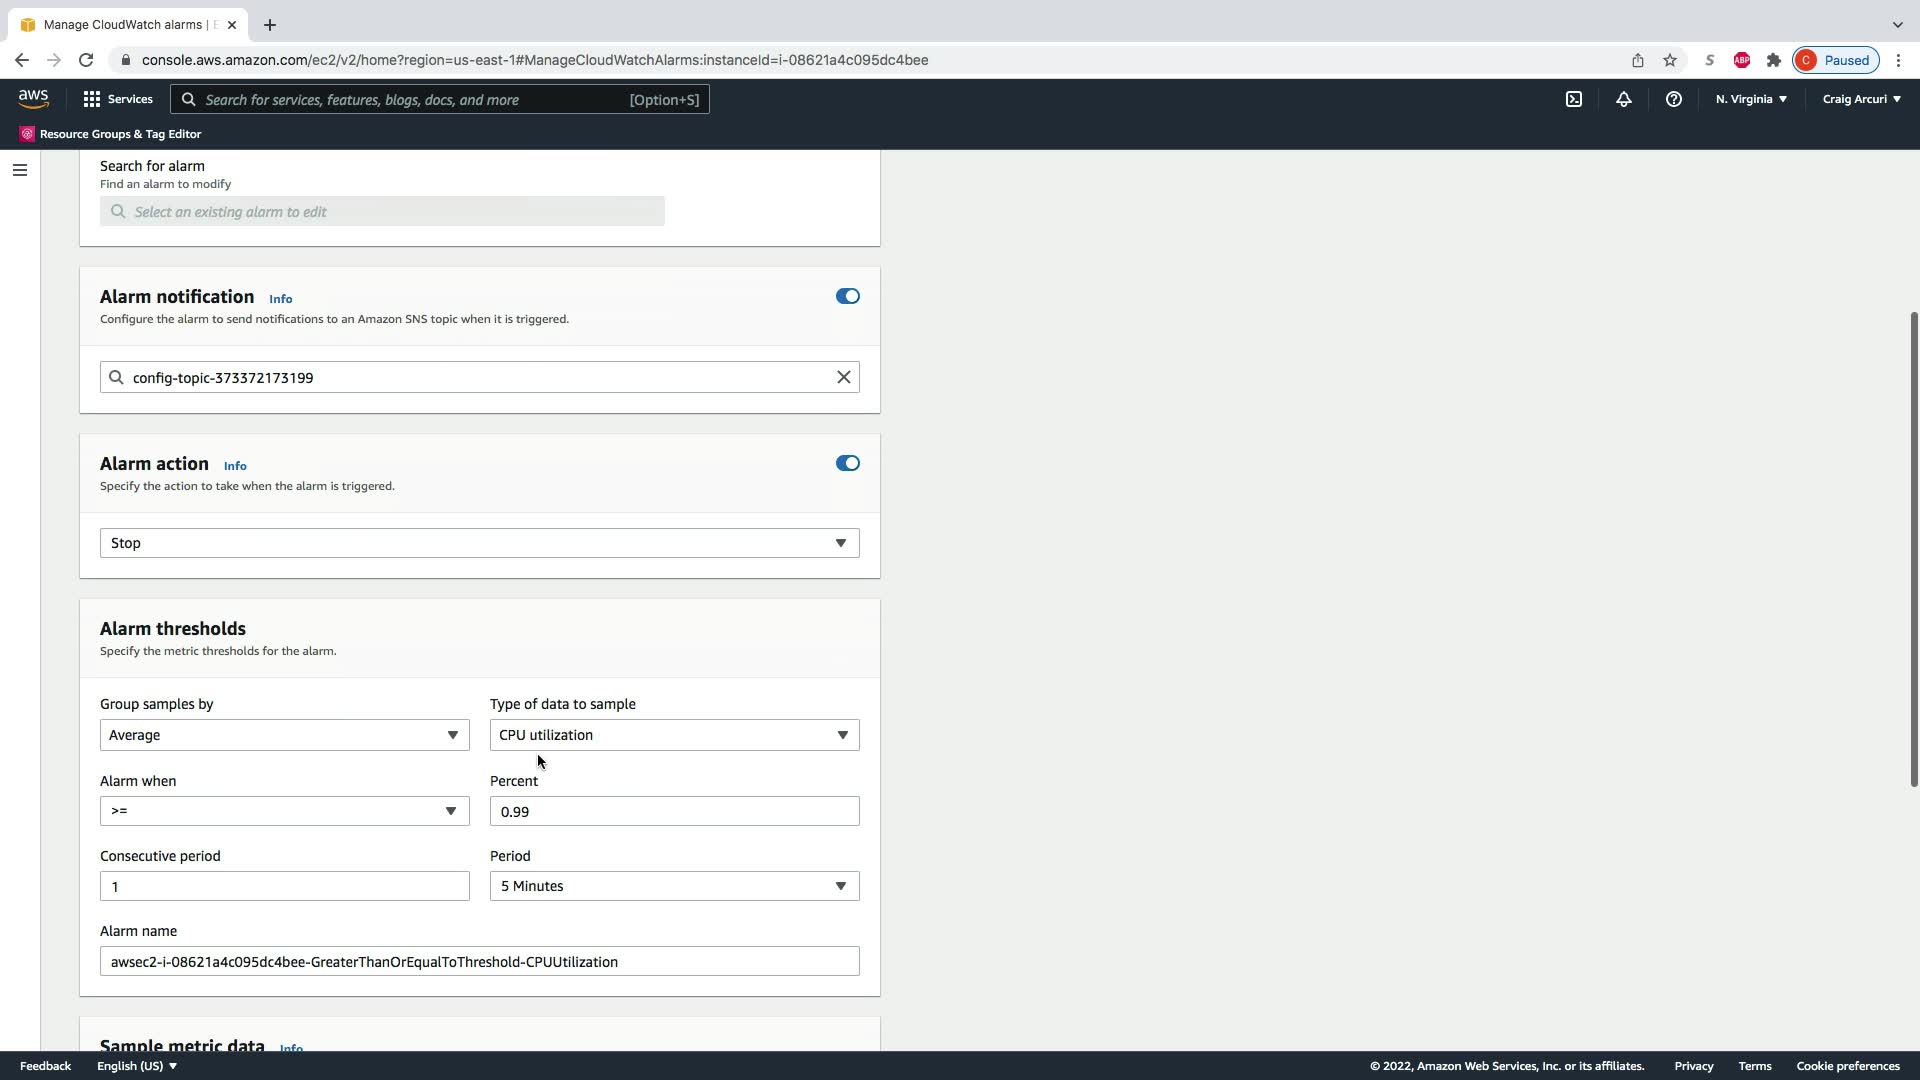 Manage CloudWatch alarms | E
console.aws.amazon.com/ec2/v2/home?region=us-east-1#ManageCloudWatchAlarms:instanceId=i-08621a4c095dc4bee
S
ABP
C Paused
aws
Services
Search for services, features, blogs, docs, and more [Option+S]
N. Virginia
Craig Arcuri
Resource Groups & Tag Editor
Search for alarm
Find an alarm to modify
Select an existing alarm to edit
Alarm notification Info
Configure the alarm to send notifications to an Amazon SNS topic when it is triggered.
config-topic-373372173199
Alarm action Info
Specify the action to take when the alarm is triggered.
Stop
Alarm thresholds
Specify the metric thresholds for the alarm.
Group samples by Type of data to sample
Average CPU utilization
Alarm when Percent
>= 0.99
Consecutive period Period
1 5 Minutes
Alarm name
awsec2-i-08621a4c095dc4bee-GreaterThanOrEqualToThreshold-CPUUtilization
Sample metric data Info
Feedback English (US) © 2022, Amazon Web Services, Inc. or its affiliates. Privacy Terms Cookie preferences